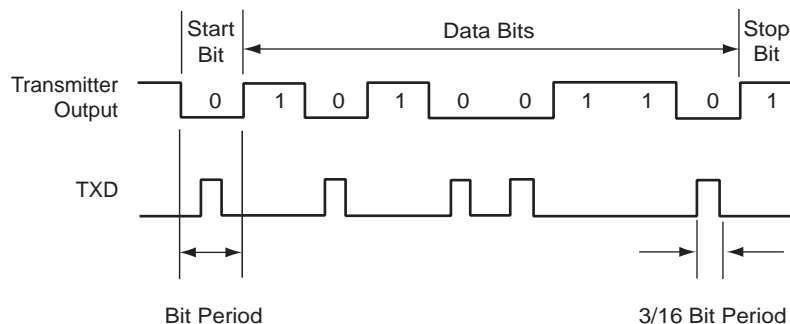 Start
Bit
Data Bits
Stop
Bit
Transmitter
Output
0 1 0 1 0 0 1 1 0 1
TXD
Bit Period
3/16 Bit Period